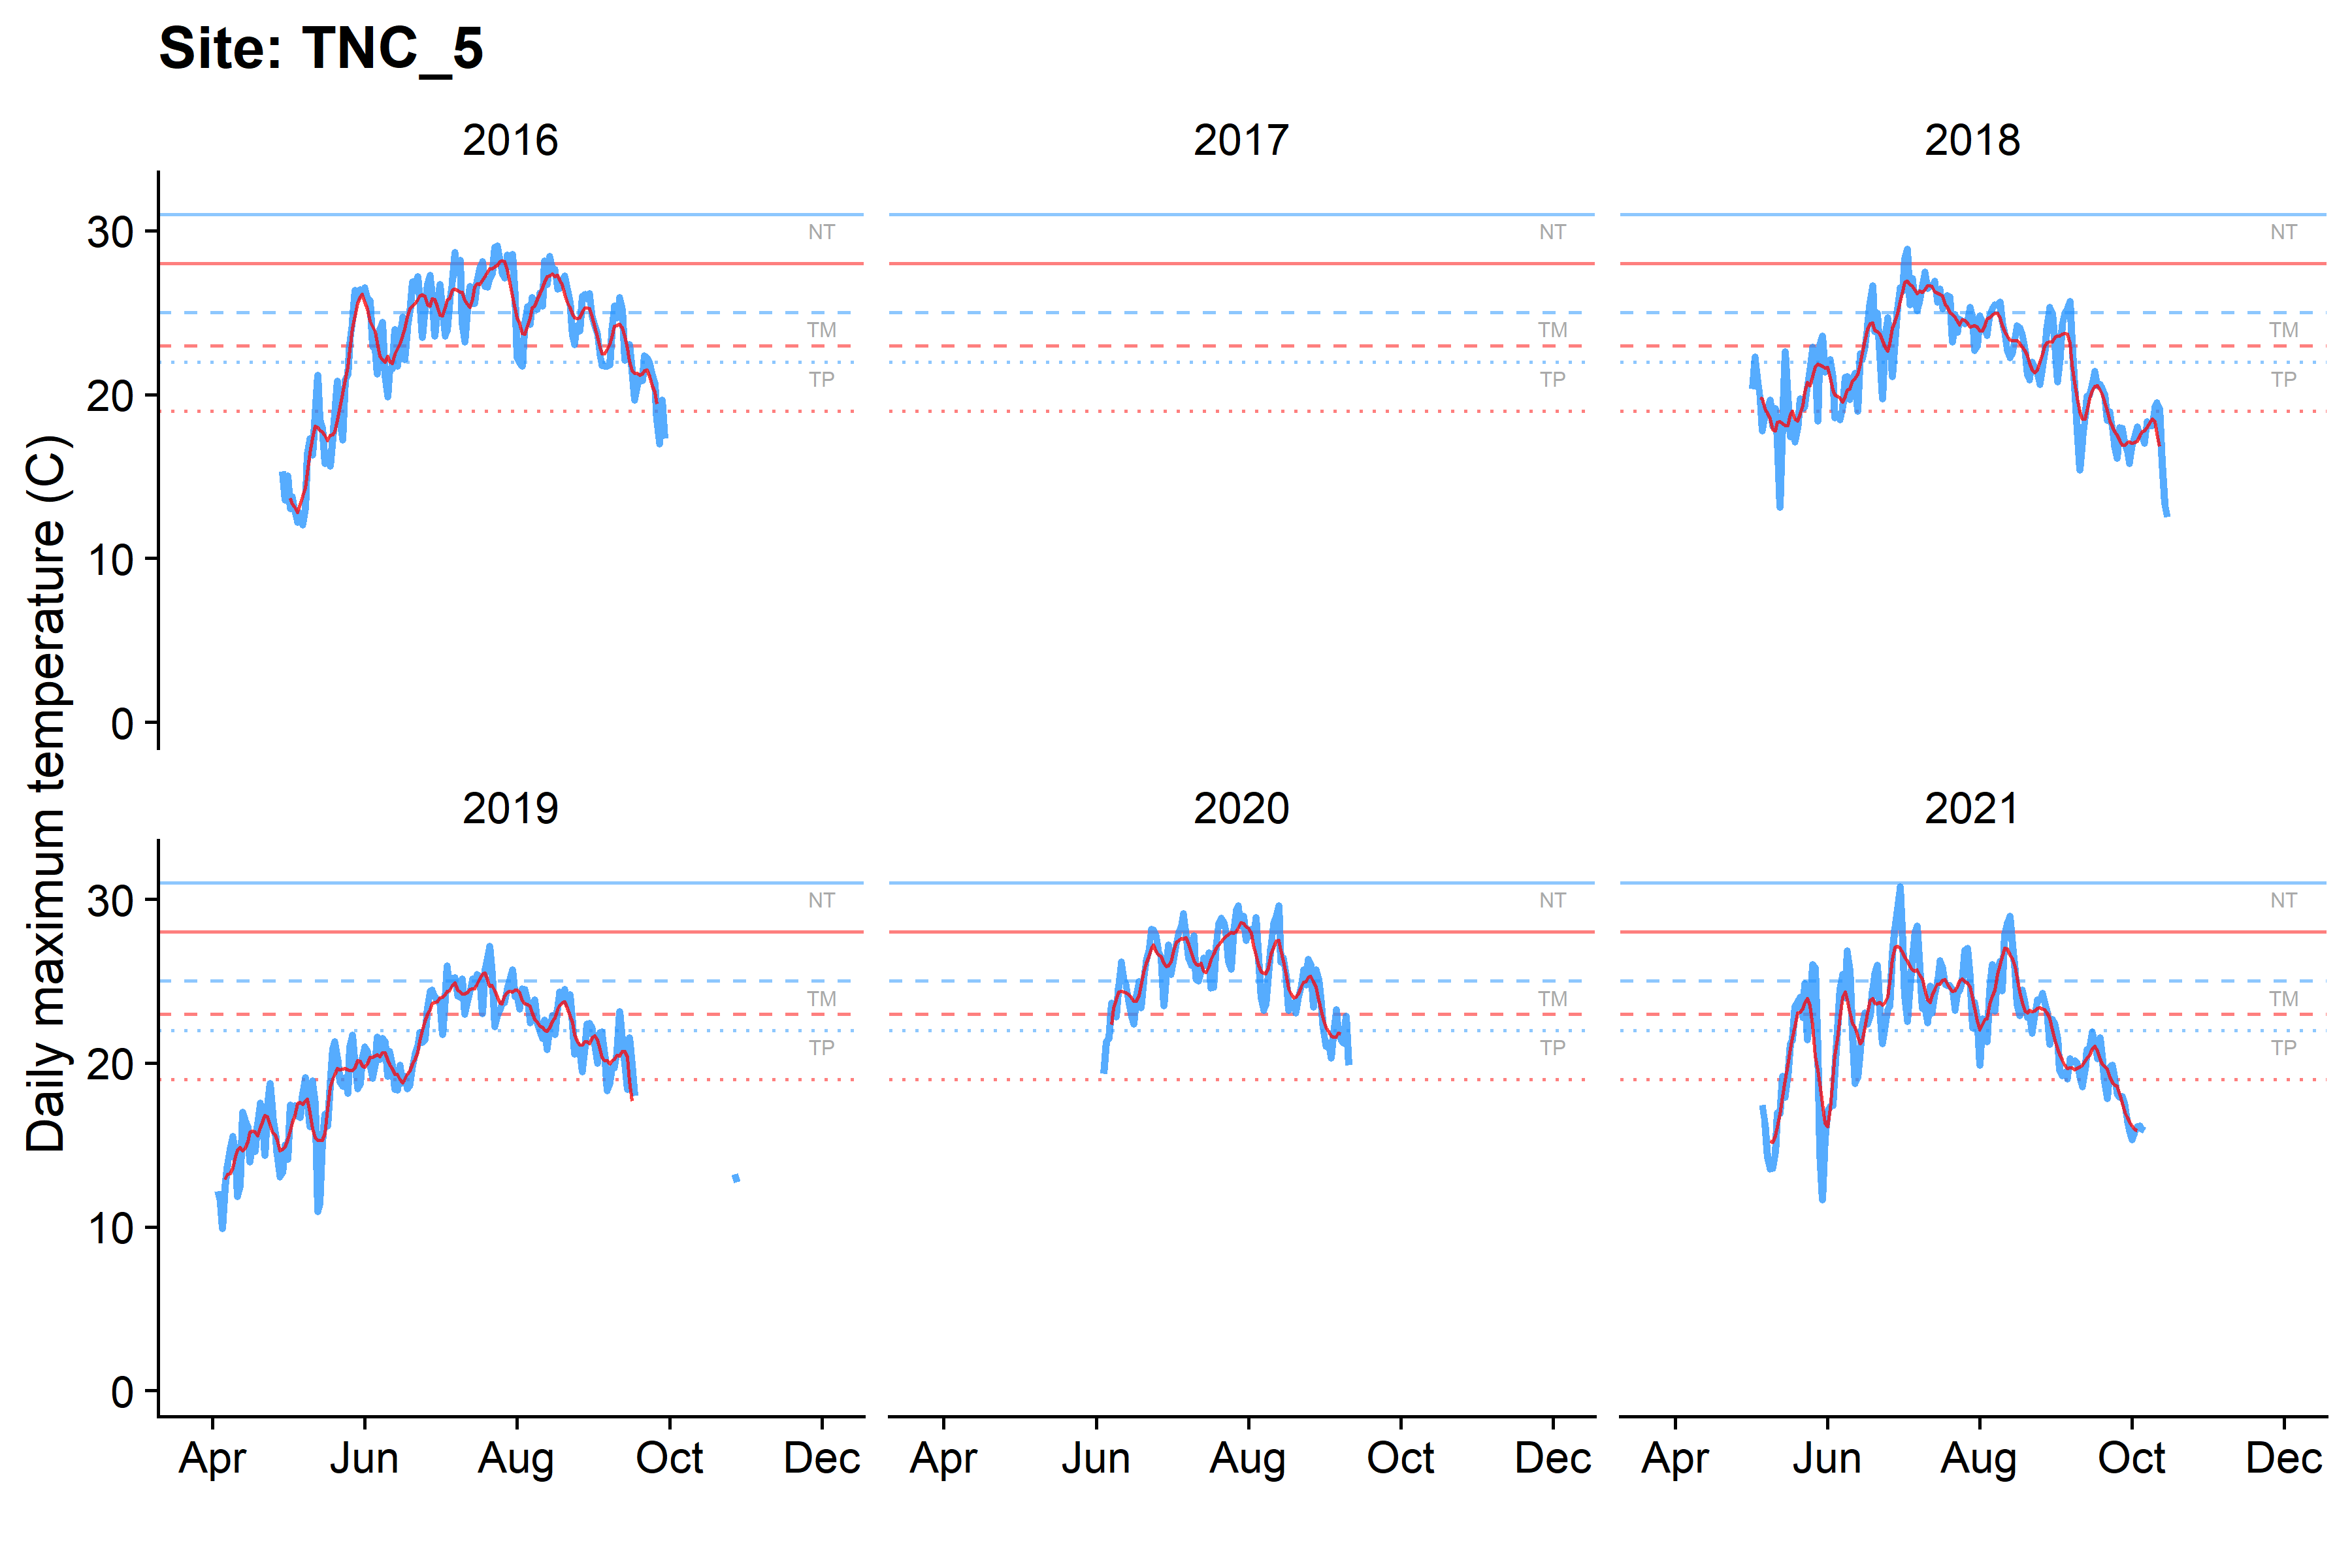 Site: TNC_5
2016 2017 2018
Daily maximum temperature (C)
30
20
10
0
NT NT NT
TM TM TM
TP TP TP
2019 2020 2021
30
20
10
0
NT NT NT
TM TM TM
TP TP TP
Apr Jun Aug Oct Dec Apr Jun Aug Oct Dec Apr Jun Aug Oct Dec